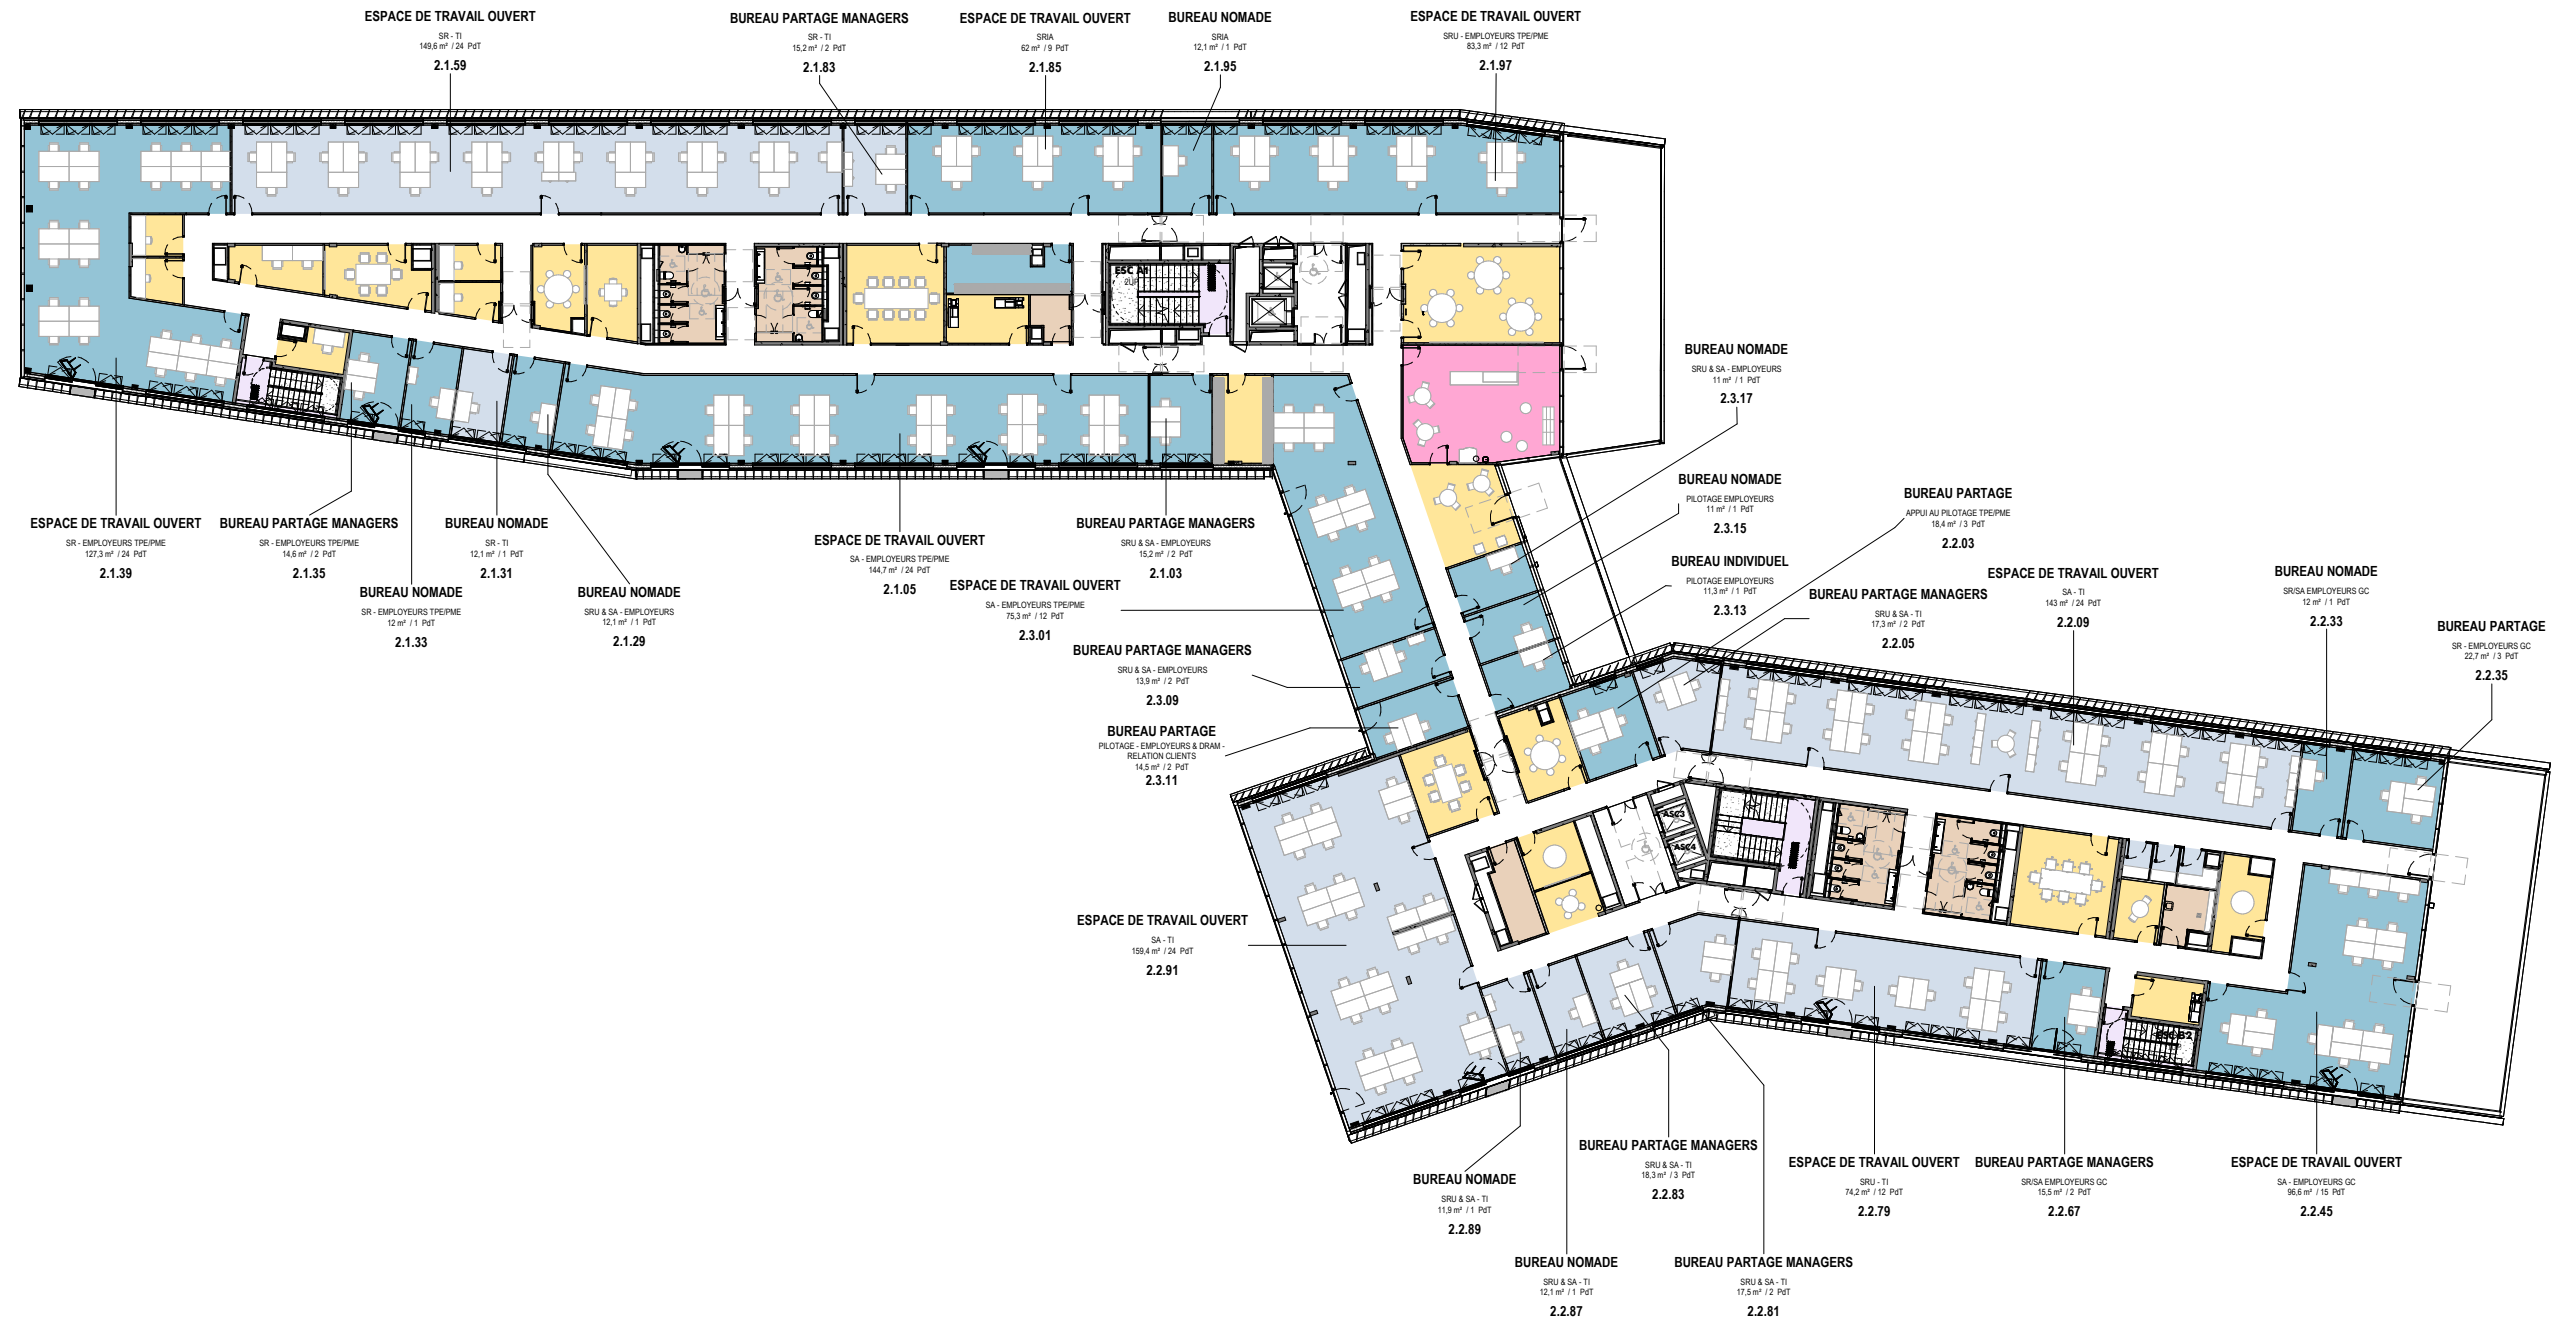 ESPACE DE TRAVAIL OUVERT
SR - TI
149,6 m² / 24 PdT
2.1.59
BUREAU PARTAGE MANAGERS
SR - TI
15,2 m² / 2 PdT
2.1.83
ESPACE DE TRAVAIL OUVERT
SRIA
62 m² / 9 PdT
2.1.85
BUREAU NOMADE
SRIA
12,1 m² / 1 PdT
2.1.95
ESPACE DE TRAVAIL OUVERT
SRU - EMPLOYEURS TPE/PME
83,3 m² / 12 PdT
2.1.97
ESC A1
2UP
BUREAU NOMADE
SRU & SA - EMPLOYEURS
11 m² / 1 PdT
2.3.17
BUREAU NOMADE
PILOTAGE EMPLOYEURS
11 m² / 1 PdT
2.3.15
BUREAU INDIVIDUEL
PILOTAGE EMPLOYEURS
11,3 m² / 1 PdT
2.3.13
BUREAU PARTAGE
APPUI AU PILOTAGE TPE/PME
18,4 m² / 3 PdT
2.2.03
BUREAU PARTAGE MANAGERS
SRU & SA - TI
17,3 m² / 2 PdT
2.2.05
ESPACE DE TRAVAIL OUVERT
SA - TI
143 m² / 24 PdT
2.2.09
BUREAU NOMADE
SR/SA EMPLOYEURS GC
12 m² / 1 PdT
2.2.33
BUREAU PARTAGE
SR - EMPLOYEURS GC
22,7 m² / 3 PdT
2.2.35
ESPACE DE TRAVAIL OUVERT
SR - EMPLOYEURS TPE/PME
127,3 m² / 24 PdT
2.1.39
BUREAU PARTAGE MANAGERS
SR - EMPLOYEURS TPE/PME
14,6 m² / 2 PdT
2.1.35
BUREAU NOMADE
SR - EMPLOYEURS TPE/PME
12 m² / 1 PdT
2.1.33
BUREAU NOMADE
SR - TI
12,1 m² / 1 PdT
2.1.31
BUREAU NOMADE
SRU & SA - EMPLOYEURS
12,1 m² / 1 PdT
2.1.29
ESPACE DE TRAVAIL OUVERT
SA - EMPLOYEURS TPE/PME
144,7 m² / 24 PdT
2.1.05
BUREAU PARTAGE MANAGERS
SRU & SA - EMPLOYEURS
15,2 m² / 2 PdT
2.1.03
ESPACE DE TRAVAIL OUVERT
SA - EMPLOYEURS TPE/PME
75,3 m² / 12 PdT
2.3.01
BUREAU PARTAGE MANAGERS
SRU & SA - EMPLOYEURS
13,9 m² / 2 PdT
2.3.09
BUREAU PARTAGE
PILOTAGE - EMPLOYEURS & DRAM -
RELATION CLIENTS
14,5 m² / 2 PdT
2.3.11
ASC3
ASC4
ESC B2
ESPACE DE TRAVAIL OUVERT
SA - TI
159,4 m² / 24 PdT
2.2.91
BUREAU NOMADE
SRU & SA - TI
11,9 m² / 1 PdT
2.2.89
BUREAU NOMADE
SRU & SA - TI
12,1 m² / 1 PdT
2.2.87
BUREAU PARTAGE MANAGERS
SRU & SA - TI
18,3 m² / 3 PdT
2.2.83
BUREAU PARTAGE MANAGERS
SRU & SA - TI
17,5 m² / 2 PdT
2.2.81
ESPACE DE TRAVAIL OUVERT
SRU - TI
74,2 m² / 12 PdT
2.2.79
BUREAU PARTAGE MANAGERS
SR/SA EMPLOYEURS GC
15,5 m² / 2 PdT
2.2.67
ESPACE DE TRAVAIL OUVERT
SA - EMPLOYEURS GC
96,6 m² / 15 PdT
2.2.45